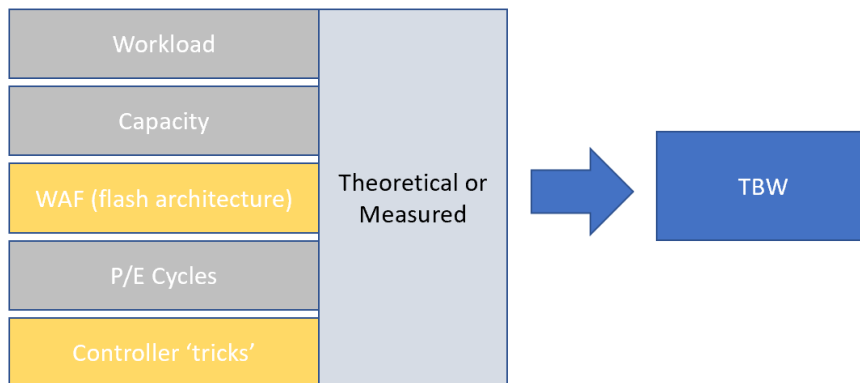 Workload
Capacity
WAF (flash architecture)
P/E Cycles
Controller ‘tricks’
Theoretical or
Measured
TBW